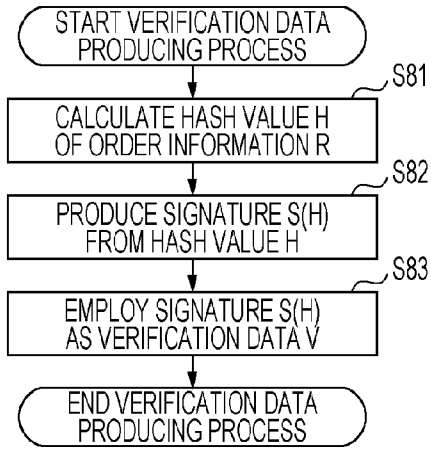 START VERIFICATION DATA
PRODUCING PROCESS
S81
CALCULATE HASH VALUE H
OF ORDER INFORMATION R
S82
PRODUCE SIGNATURE S(H)
FROM HASH VALUE H
S83
EMPLOY SIGNATURE S(H)
AS VERIFICATION DATA V
END VERIFICATION DATA
PRODUCING PROCESS